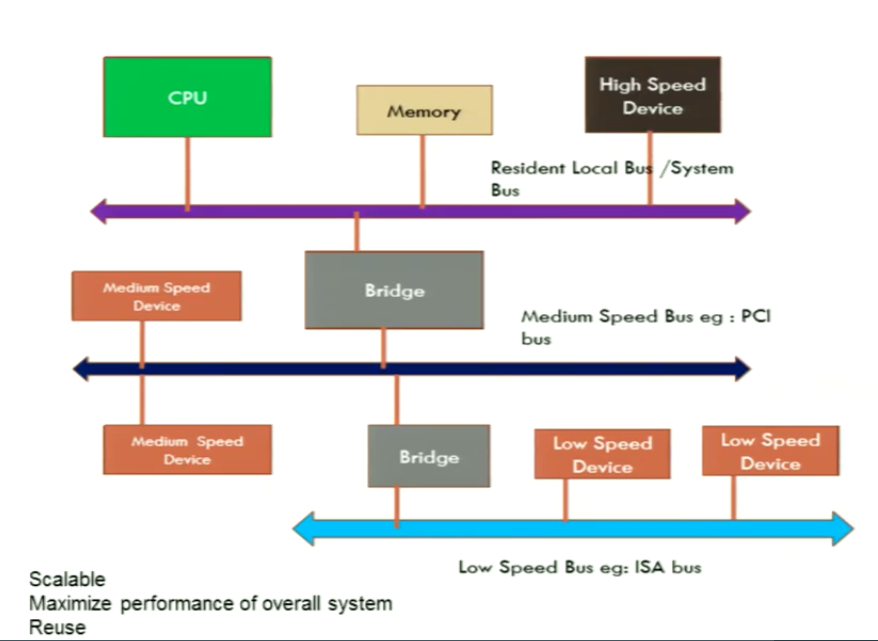 CPU
Memory
High Speed
Device
Resident Local Bus /System
Bus
Medium Speed
Device
Bridge
Medium Speed Bus eg : PCI
bus
Medium Speed
Device
Bridge
Low Speed
Device
Low Speed
Device
Low Speed Bus eg: ISA bus
Scalable
Maximize performance of overall system
Reuse